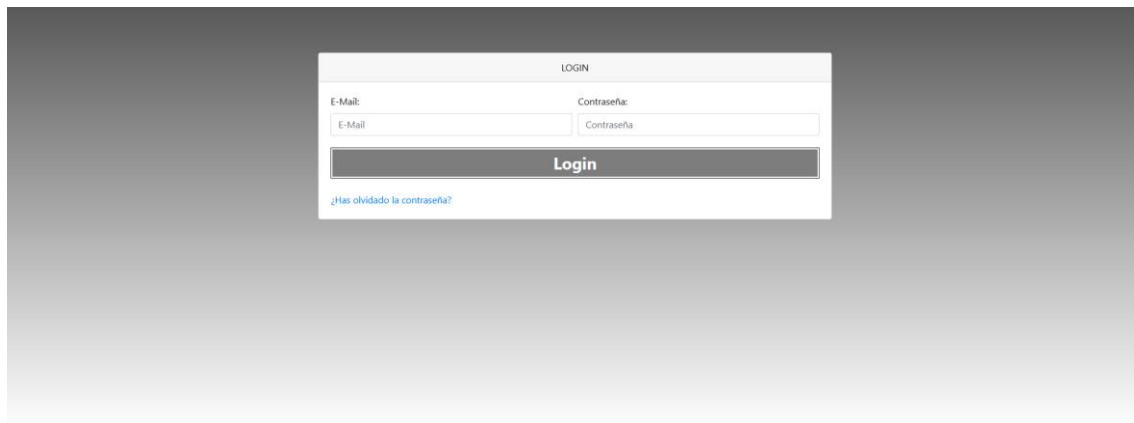 LOGIN
E-Mail: Contraseña:
E-Mail Contraseña
Login
¿Has olvidado la contraseña?